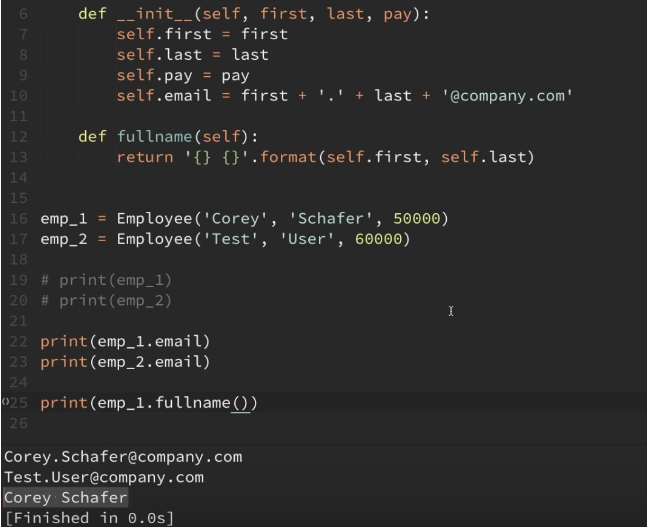 6     def __init__(self, first, last, pay):
7         self.first = first
8         self.last = last
9         self.pay = pay
10         self.email = first + '.' + last + '@company.com'
11
12     def fullname(self):
13         return '{} {}'.format(self.first, self.last)
14
15
16 emp_1 = Employee('Corey', 'Schafer', 50000)
17 emp_2 = Employee('Test', 'User', 60000)
18
19 # print(emp_1)
20 # print(emp_2)
21
22 print(emp_1.email)
23 print(emp_2.email)
24
25 print(emp_1.fullname())
26
Corey.Schafer@company.com
Test.User@company.com
Corey Schafer
[Finished in 0.0s]